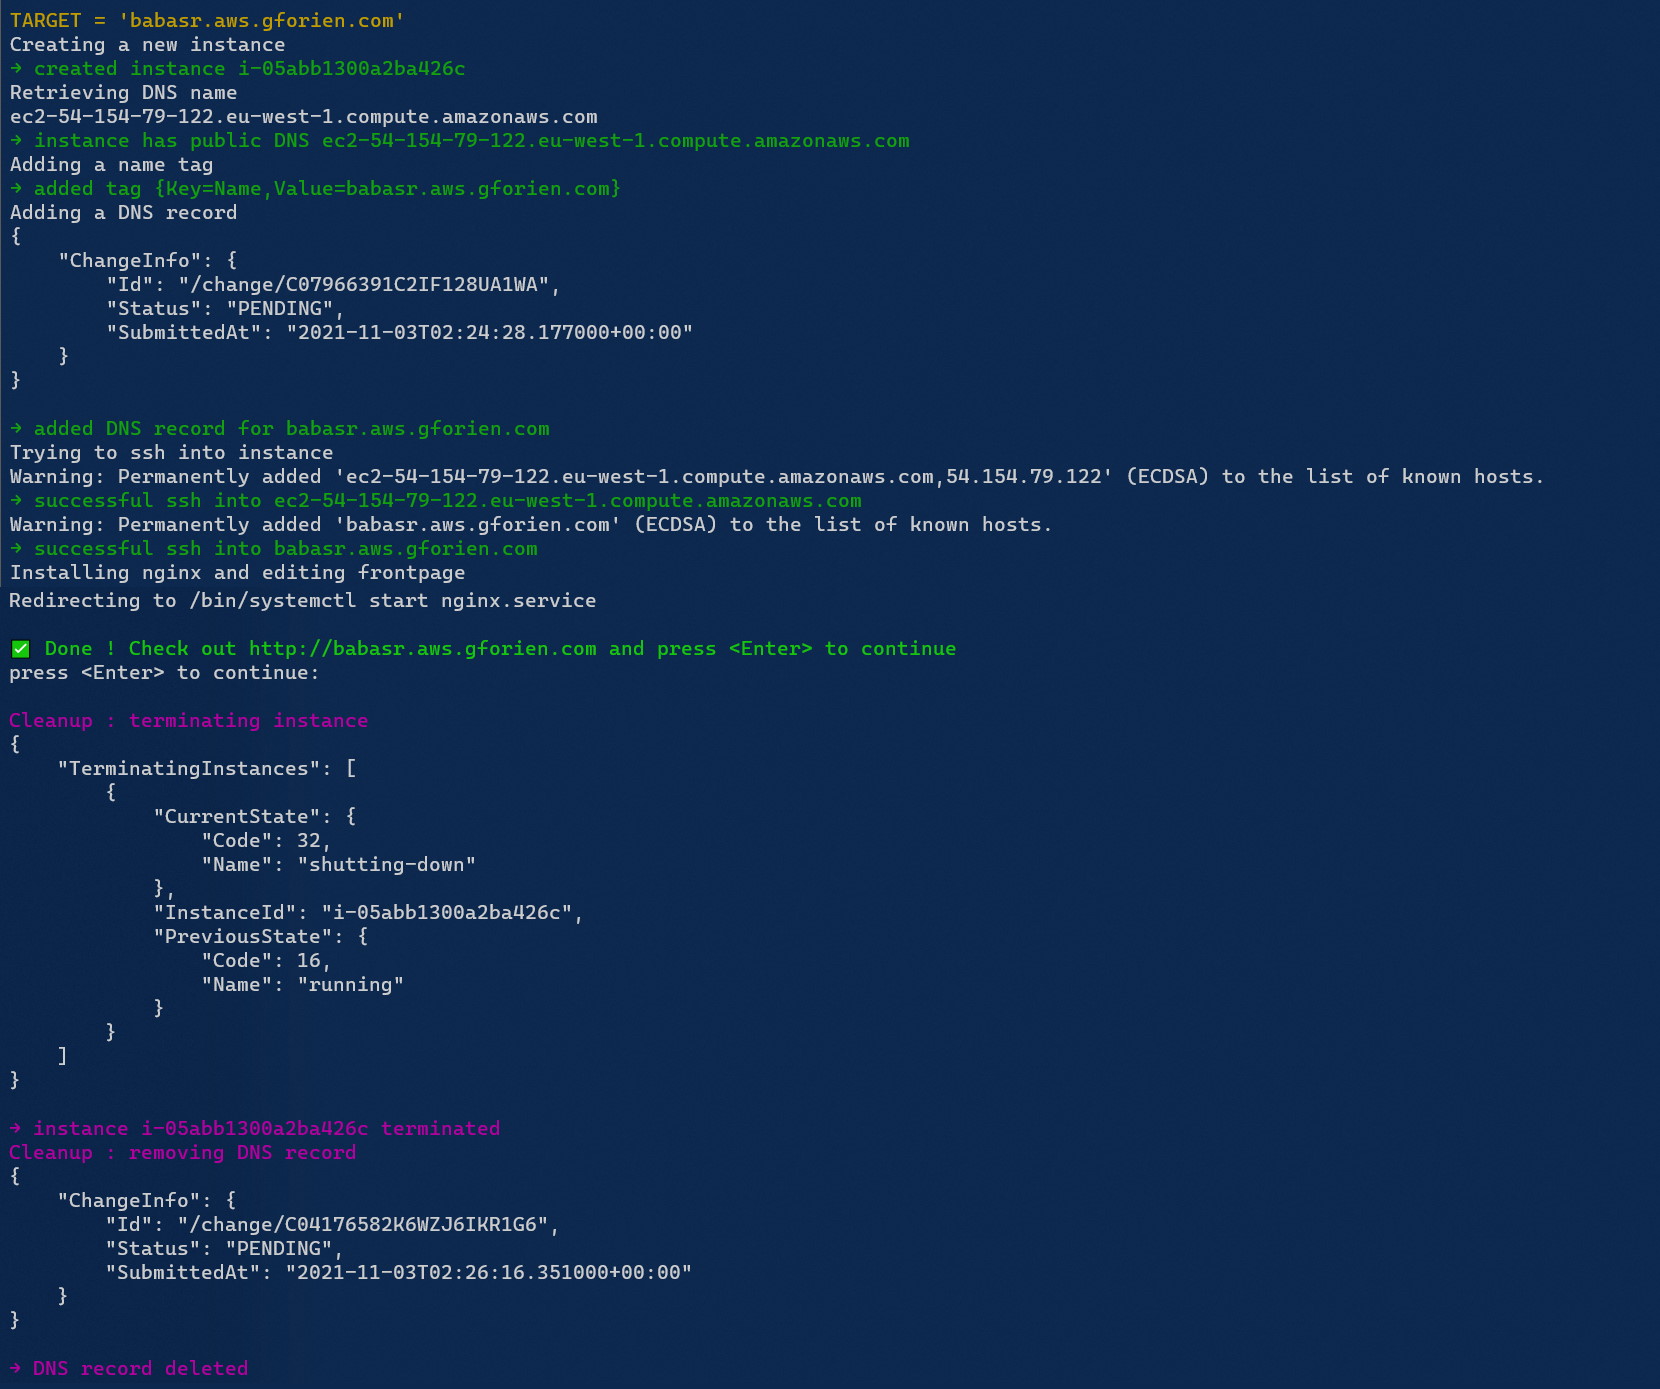 TARGET = 'babasr.aws.gforien.com'
Creating a new instance
→ created instance i-05abb1300a2ba426c
Retrieving DNS name
ec2-54-154-79-122.eu-west-1.compute.amazonaws.com
→ instance has public DNS ec2-54-154-79-122.eu-west-1.compute.amazonaws.com
Adding a name tag
→ added tag {Key=Name,Value=babasr.aws.gforien.com}
Adding a DNS record
{
    "ChangeInfo": {
        "Id": "/change/C07966391C2IF128UA1WA",
        "Status": "PENDING",
        "SubmittedAt": "2021-11-03T02:24:28.177000+00:00"
    }
}

→ added DNS record for babasr.aws.gforien.com
Trying to ssh into instance
Warning: Permanently added 'ec2-54-154-79-122.eu-west-1.compute.amazonaws.com,54.154.79.122' (ECDSA) to the list of known hosts.
→ successful ssh into ec2-54-154-79-122.eu-west-1.compute.amazonaws.com
Warning: Permanently added 'babasr.aws.gforien.com' (ECDSA) to the list of known hosts.
→ successful ssh into babasr.aws.gforien.com
Installing nginx and editing frontpage
Redirecting to /bin/systemctl start nginx.service

✅ Done ! Check out http://babasr.aws.gforien.com and press <Enter> to continue
press <Enter> to continue:

Cleanup : terminating instance
{
    "TerminatingInstances": [
        {
            "CurrentState": {
                "Code": 32,
                "Name": "shutting-down"
            },
            "InstanceId": "i-05abb1300a2ba426c",
            "PreviousState": {
                "Code": 16,
                "Name": "running"
            }
        }
    ]
}

→ instance i-05abb1300a2ba426c terminated
Cleanup : removing DNS record
{
    "ChangeInfo": {
        "Id": "/change/C04176582K6WZJ6IKR1G6",
        "Status": "PENDING",
        "SubmittedAt": "2021-11-03T02:26:16.351000+00:00"
    }
}

→ DNS record deleted